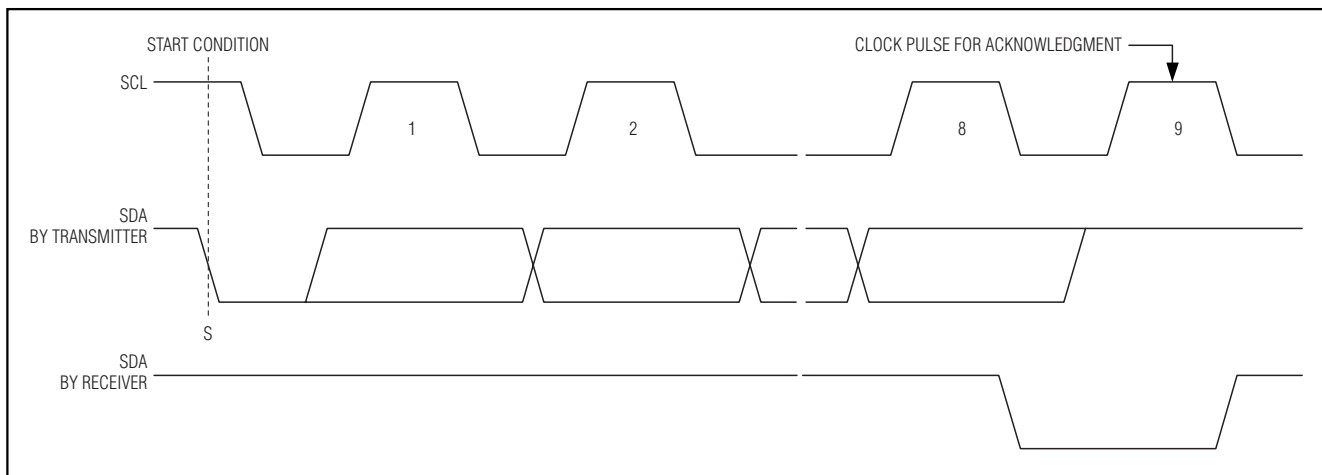 START CONDITION
CLOCK PULSE FOR ACKNOWLEDGMENT
SCL
1
2
8
9
SDA
BY TRANSMITTER
S
SDA
BY RECEIVER